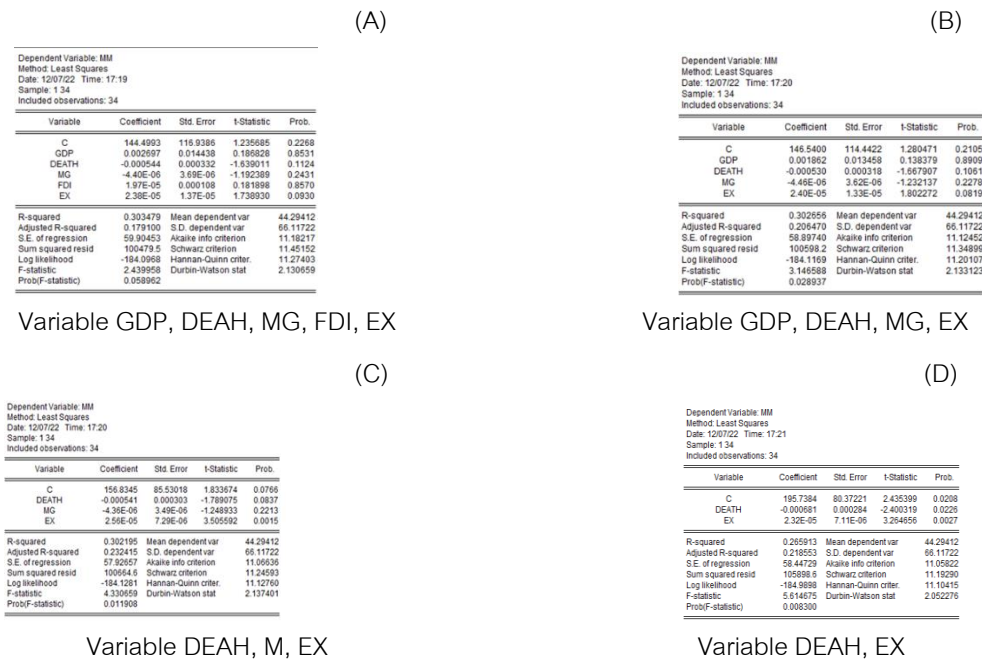 (A)
Dependent Variable: MM
Method: Least Squares
Date: 12/07/22 Time: 17:19
Sample: 1 34
Included observations: 34
Variable Coefficient Std. Error t-Statistic Prob.
C 144.4993 116.9386 1.235685 0.2268
GDP 0.002697 0.014438 0.186828 0.8531
DEATH -0.000544 0.000332 -1.639011 0.1124
MG -4.40E-06 3.69E-06 -1.192389 0.2431
FDI 1.97E-05 0.000108 0.181898 0.8570
EX 2.38E-05 1.37E-05 1.738930 0.0930
R-squared 0.303479 Mean dependent var 44.29412
Adjusted R-squared 0.179100 S.D. dependent var 66.11722
S.E. of regression 59.90453 Akaike info criterion 11.18217
Sum squared resid 100479.5 Schwarz criterion 11.45152
Log likelihood -184.0968 Hannan-Quinn criter. 11.27403
F-statistic 2.439958 Durbin-Watson stat 2.130659
Prob(F-statistic) 0.058962
Variable GDP, DEAH, MG, FDI, EX
(B)
Dependent Variable: MM
Method: Least Squares
Date: 12/07/22 Time: 17:20
Sample: 1 34
Included observations: 34
Variable Coefficient Std. Error t-Statistic Prob.
C 146.5400 114.4422 1.280471 0.2105
GDP 0.001862 0.013458 0.138379 0.8909
DEATH -0.000530 0.000318 -1.667907 0.1061
MG -4.46E-06 3.62E-06 -1.232137 0.2278
EX 2.40E-05 1.33E-05 1.802272 0.0819
R-squared 0.302656 Mean dependent var 44.29412
Adjusted R-squared 0.206470 S.D. dependent var 66.11722
S.E. of regression 58.89740 Akaike info criterion 11.12452
Sum squared resid 100598.2 Schwarz criterion 11.34899
Log likelihood -184.1169 Hannan-Quinn criter. 11.20107
F-statistic 3.146588 Durbin-Watson stat 2.133123
Prob(F-statistic) 0.028937
Variable GDP, DEAH, MG, EX
(C)
Dependent Variable: MM
Method: Least Squares
Date: 12/07/22 Time: 17:20
Sample: 1 34
Included observations: 34
Variable Coefficient Std. Error t-Statistic Prob.
C 156.8345 85.53018 1.833674 0.0766
DEATH -0.000541 0.000303 -1.789075 0.0837
MG -4.36E-06 3.49E-06 -1.248933 0.2213
EX 2.56E-05 7.29E-06 3.505592 0.0015
R-squared 0.302195 Mean dependent var 44.29412
Adjusted R-squared 0.232415 S.D. dependent var 66.11722
S.E. of regression 57.92657 Akaike info criterion 11.06636
Sum squared resid 100664.6 Schwarz criterion 11.24593
Log likelihood -184.1281 Hannan-Quinn criter. 11.12760
F-statistic 4.330659 Durbin-Watson stat 2.137401
Prob(F-statistic) 0.011908
Variable DEAH, M, EX
(D)
Dependent Variable: MM
Method: Least Squares
Date: 12/07/22 Time: 17:21
Sample: 1 34
Included observations: 34
Variable Coefficient Std. Error t-Statistic Prob.
C 195.7384 80.37221 2.435399 0.0208
DEATH -0.000681 0.000284 -2.400319 0.0226
EX 2.32E-05 7.11E-06 3.264656 0.0027
R-squared 0.265913 Mean dependent var 44.29412
Adjusted R-squared 0.218553 S.D. dependent var 66.11722
S.E. of regression 58.44729 Akaike info criterion 11.05822
Sum squared resid 105898.6 Schwarz criterion 11.19290
Log likelihood -184.9898 Hannan-Quinn criter. 11.10415
F-statistic 5.614675 Durbin-Watson stat 2.052276
Prob(F-statistic) 0.008300
Variable DEAH, EX